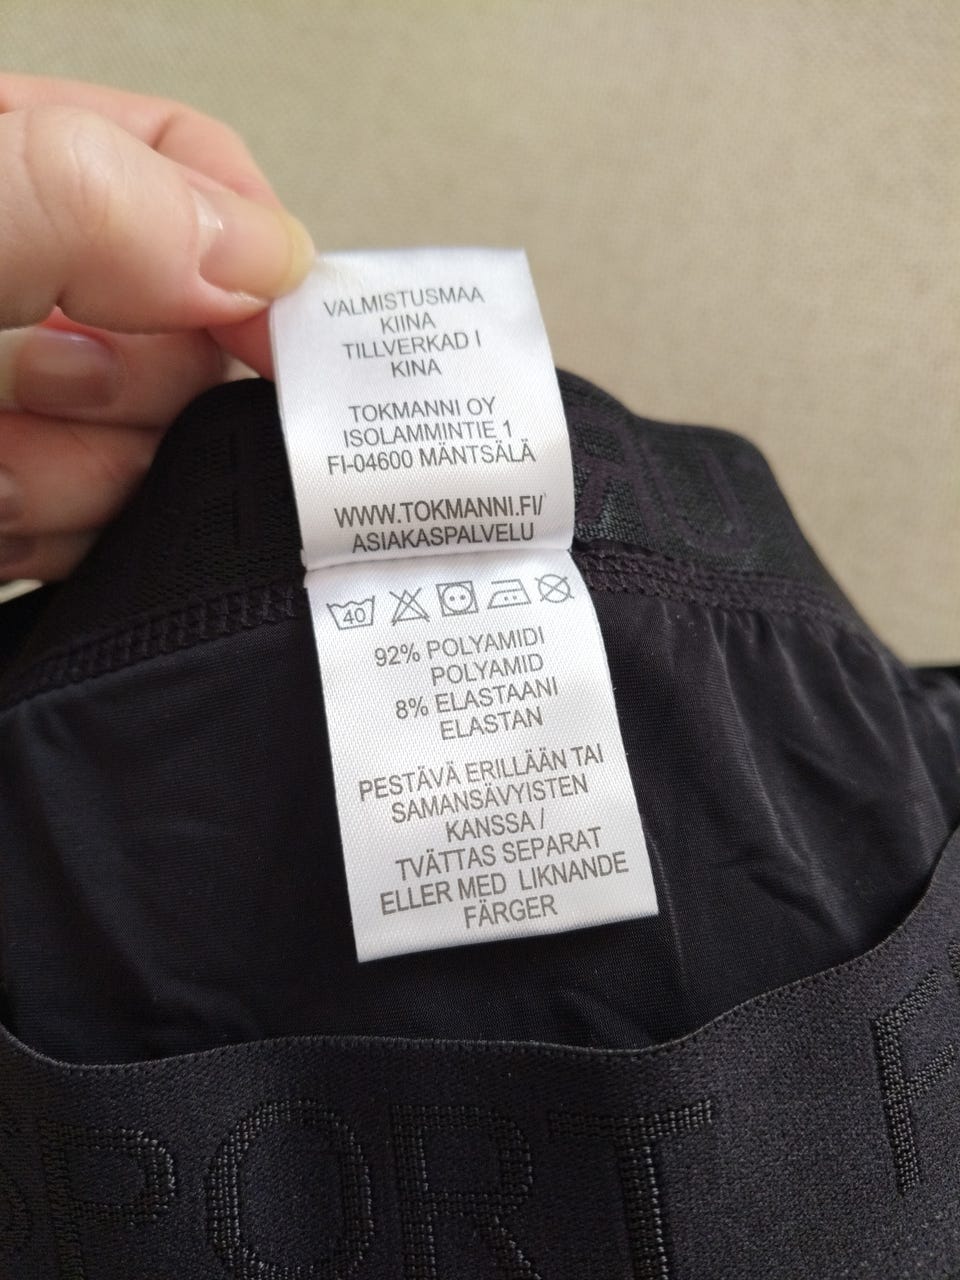 VALMISTUSMAA
KIINA
TILLVERKAD I
KINA
TOKMANNI OY
ISOLAMMINTIE 1
FI-04600 MÄNTSÄLÄ
WWW.TOKMANNI.FI/
ASIAKASPALVELU
40
92% POLYAMIDI
POLYAMID
8% ELASTAANI
ELASTAN
PESTÄVÄ ERILLÄÄN TAI
SAMANSÄVYISTEN
KANSSA /
TVÄTTAS SEPARAT
ELLER MED LIKNANDE
FÄRGER
SPORT